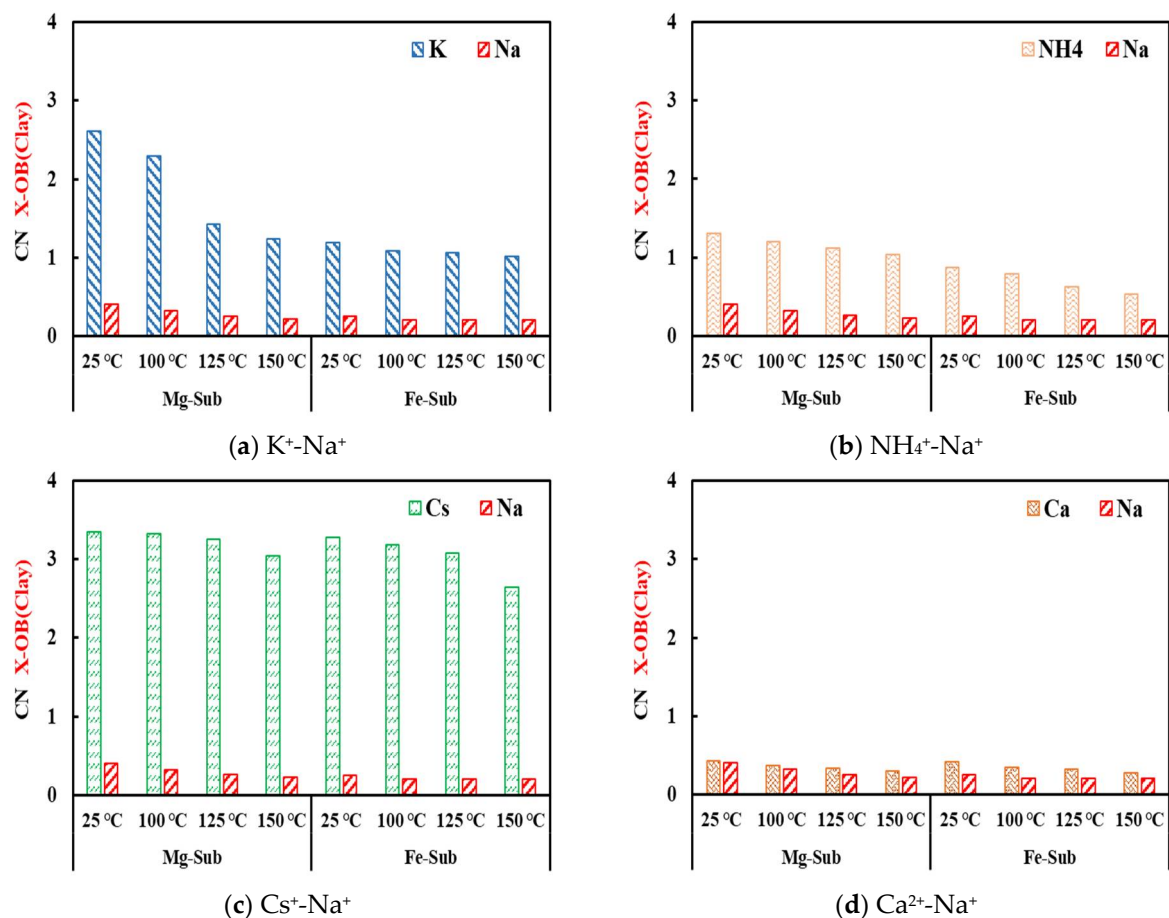 4
3
2
1
0
CN X-OB(Clay)
K Na
25 ℃ 100 ℃ 125 ℃ 150 ℃ 25 ℃ 100 ℃ 125 ℃ 150 ℃
Mg-Sub Fe-Sub
(a) K⁺-Na⁺
4
3
2
1
0
CN X-OB(Clay)
NH4 Na
25 ℃ 100 ℃ 125 ℃ 150 ℃ 25 ℃ 100 ℃ 125 ℃ 150 ℃
Mg-Sub Fe-Sub
(b) NH₄⁺-Na⁺
4
3
2
1
0
CN X-OB(Clay)
Cs Na
25 ℃ 100 ℃ 125 ℃ 150 ℃ 25 ℃ 100 ℃ 125 ℃ 150 ℃
Mg-Sub Fe-Sub
(c) Cs⁺-Na⁺
4
3
2
1
0
CN X-OB(Clay)
Ca Na
25 ℃ 100 ℃ 125 ℃ 150 ℃ 25 ℃ 100 ℃ 125 ℃ 150 ℃
Mg-Sub Fe-Sub
(d) Ca²⁺-Na⁺